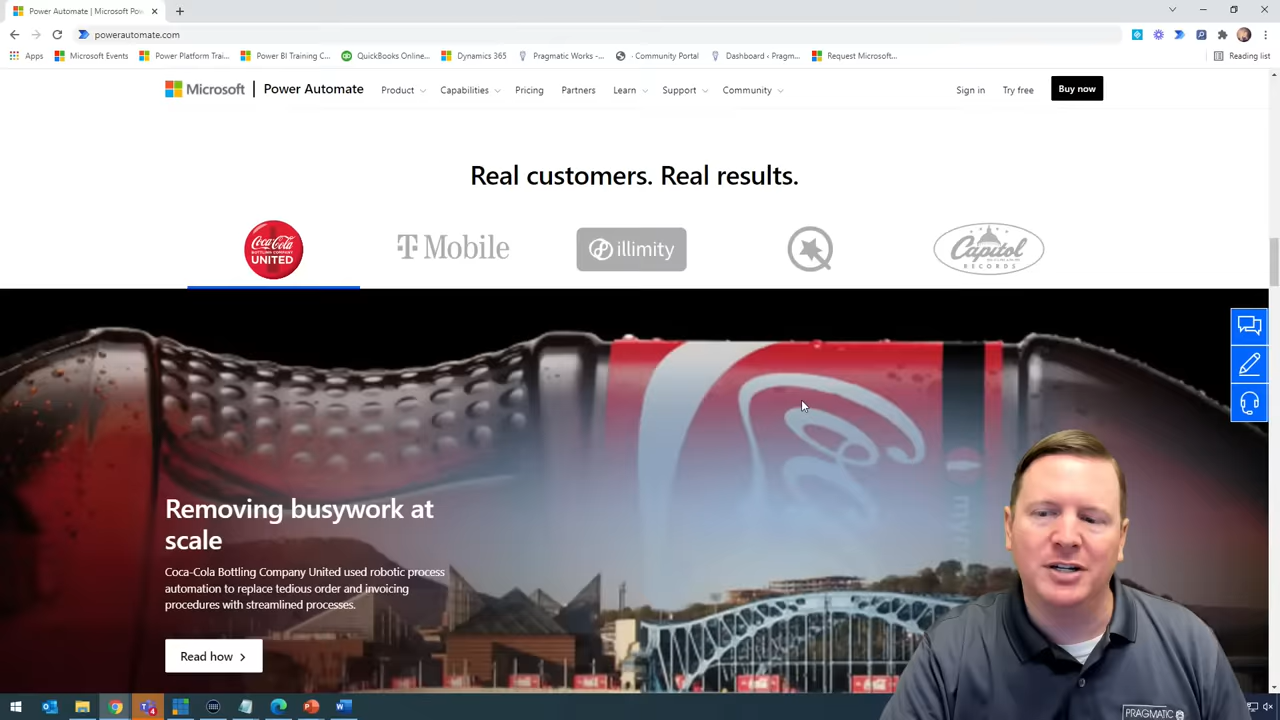 Power Automate | Microsoft Pow
powerautomate.com
Apps
Microsoft Events
Power Platform Trai...
Power BI Training C...
QuickBooks Online...
Dynamics 365
Pragmatic Works -...
· Community Portal
Dashboard ‹ Pragm...
Request Microsoft...
Reading list
Microsoft | Power Automate
Product
Capabilities
Pricing
Partners
Learn
Support
Community
Sign in
Try free
Buy now
Real customers. Real results.
Coca-Cola
BOTTLING COMPANY
UNITED
T Mobile
illimity
Capitol
RECORDS
Removing busywork at
scale
Coca-Cola Bottling Company United used robotic process
automation to replace tedious order and invoicing
procedures with streamlined processes.
Read how
PRAGMATIC